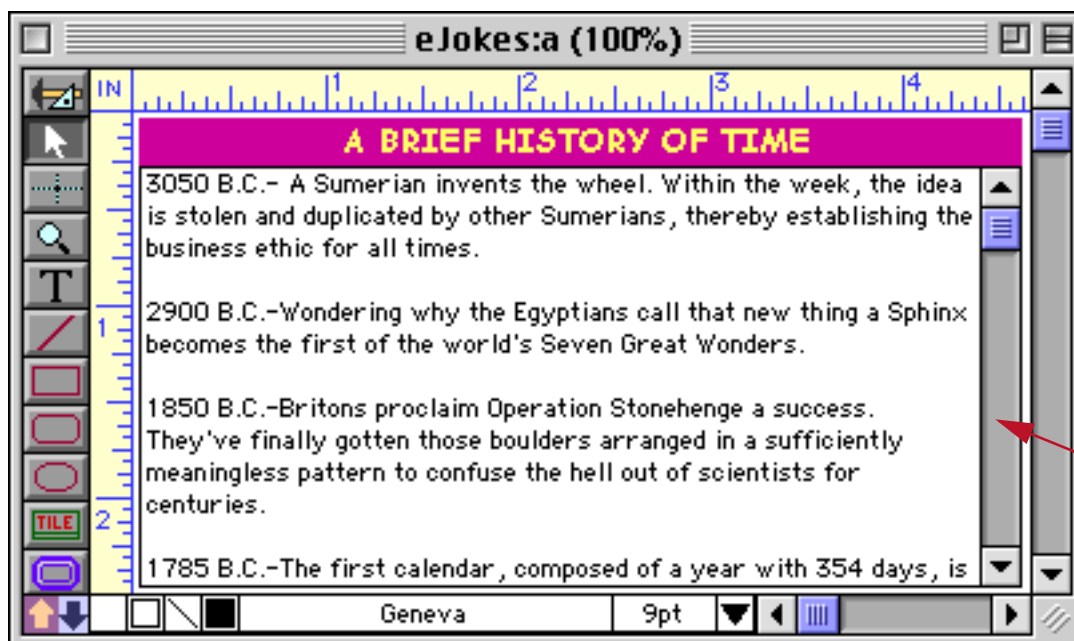 eJokes:a (100%)
IN
1 2 3 4
A BRIEF HISTORY OF TIME
3050 B.C.- A Sumerian invents the wheel. Within the week, the idea
is stolen and duplicated by other Sumerians, thereby establishing the
business ethic for all times.
2900 B.C.-Wondering why the Egyptians call that new thing a Sphinx
becomes the first of the world's Seven Great Wonders.
1850 B.C.-Britons proclaim Operation Stonehenge a success.
They've finally gotten those boulders arranged in a sufficiently
meaningless pattern to confuse the hell out of scientists for
centuries.
1785 B.C.-The first calendar, composed of a year with 354 days, is
T
1
TILE
2
Geneva 9pt